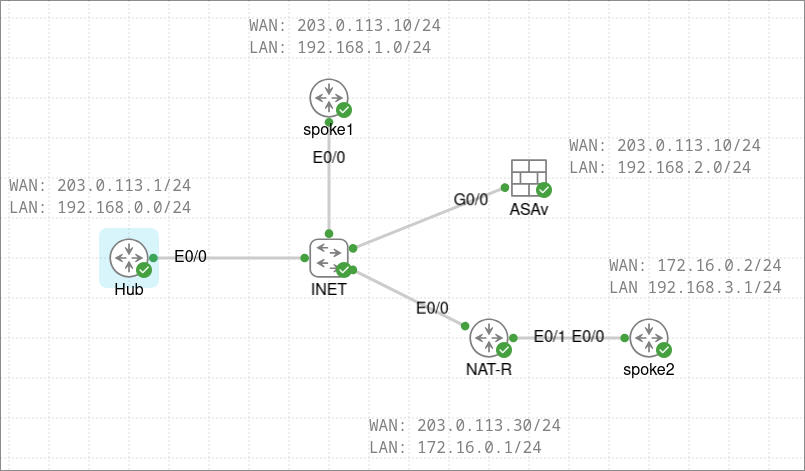 WAN: 203.0.113.10/24
LAN: 192.168.1.0/24
spoke1
E0/0
WAN: 203.0.113.10/24
LAN: 192.168.2.0/24
G0/0
ASAv
WAN: 203.0.113.1/24
LAN: 192.168.0.0/24
E0/0
Hub
INET
WAN: 172.16.0.2/24
LAN 192.168.3.1/24
E0/0
E0/1 E0/0
NAT-R
spoke2
WAN: 203.0.113.30/24
LAN: 172.16.0.1/24